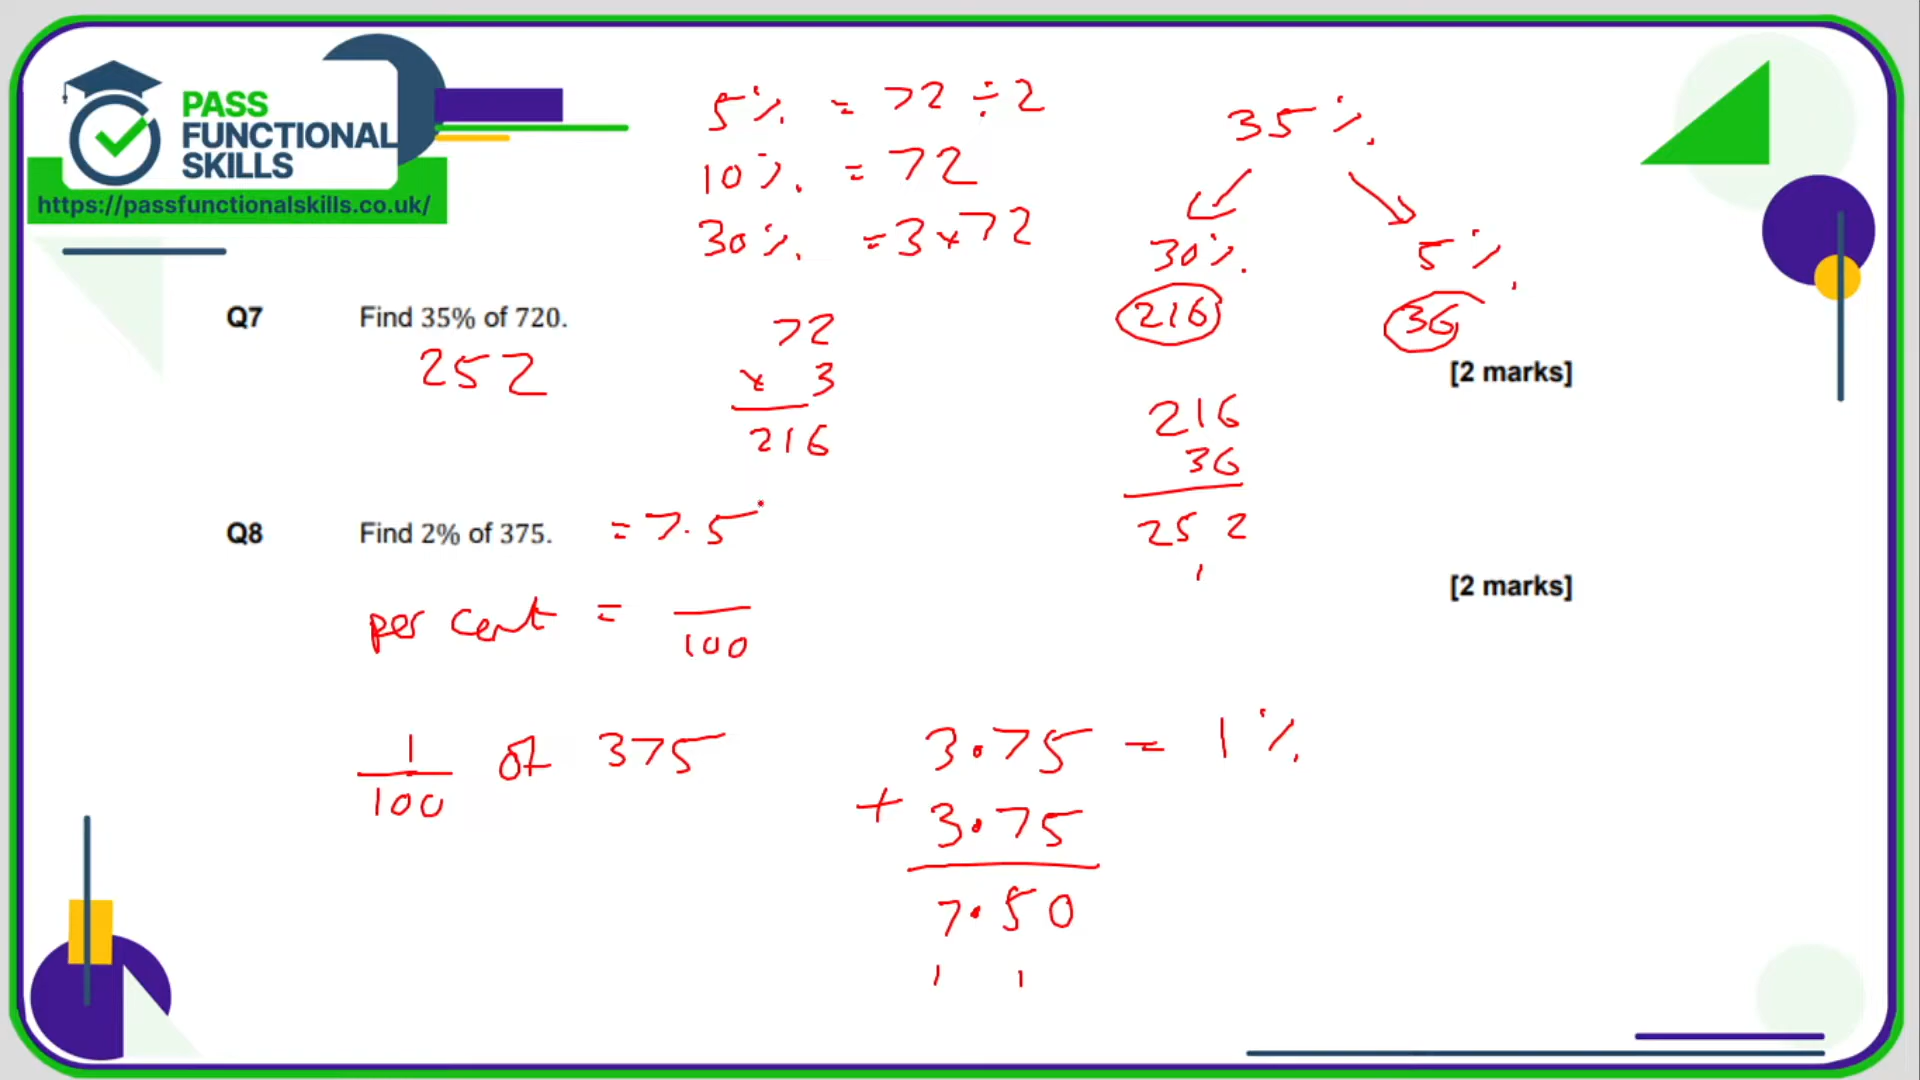 PASS
FUNCTIONAL
SKILLS
https://passfunctionalskills.co.uk/
5% = 72 ÷ 2
10% = 72
30% = 3 x 72
35%
30% 5%
216 36
Q7 Find 35% of 720.
252
[2 marks]
72
x 3
216
216
36
252
1
Q8 Find 2% of 375. = 7.5
[2 marks]
per cent = /100
1/100 of 375
3.75 = 1%
+ 3.75
7.50
1 1